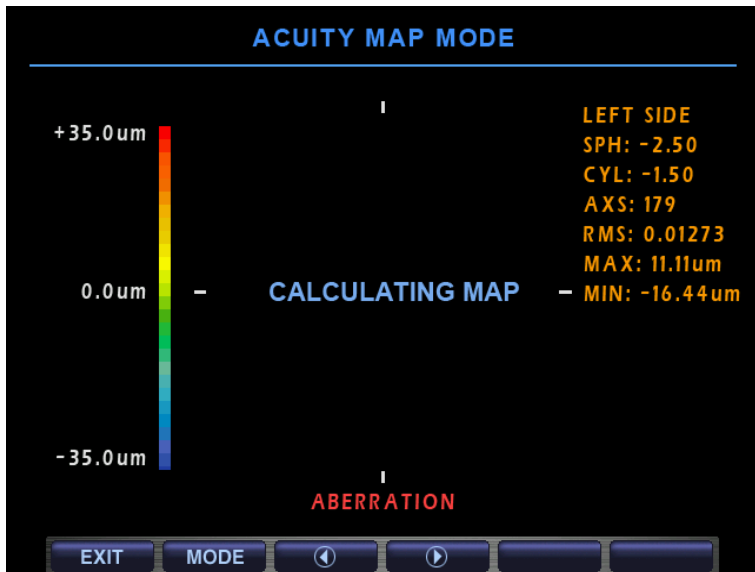 ACUITY MAP MODE
+35.0um
0.0um
-35.0um
CALCULATING MAP
LEFT SIDE
SPH: -2.50
CYL: -1.50
AXS: 179
RMS: 0.01273
MAX: 11.11um
MIN: -16.44um
ABERRATION
EXIT
MODE